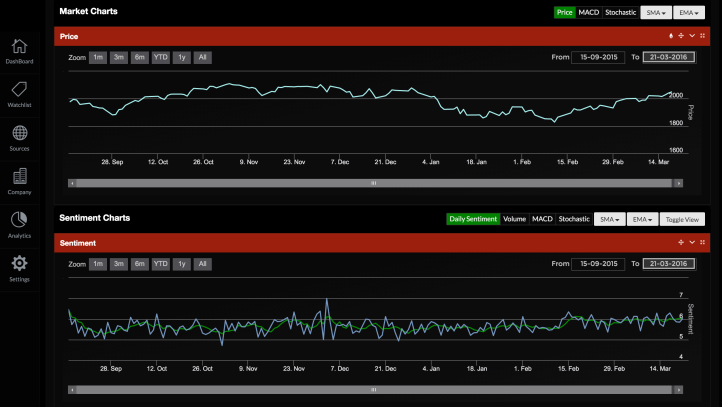 Market Charts
Price MACD Stochastic SMA EMA
Price
DashBoard
Zoom 1m 3m 6m YTD 1y All From 15-09-2015 To 21-03-2016
Watchlist
2000
Price
1800
Sources
1600
28. Sep 12. Oct 26. Oct 9. Nov 23. Nov 7. Dec 21. Dec 4. Jan 18. Jan 1. Feb 15. Feb 29. Feb 14. Mar
Company
Sentiment Charts
Daily Sentiment Volume MACD Stochastic SMA EMA Toggle View
Analytics
Sentiment
Zoom 1m 3m 6m YTD 1y All From 15-09-2015 To 21-03-2016
Settings
7
6
Sentiment
5
4
28. Sep 12. Oct 26. Oct 9. Nov 23. Nov 7. Dec 21. Dec 4. Jan 18. Jan 1. Feb 15. Feb 29. Feb 14. Mar